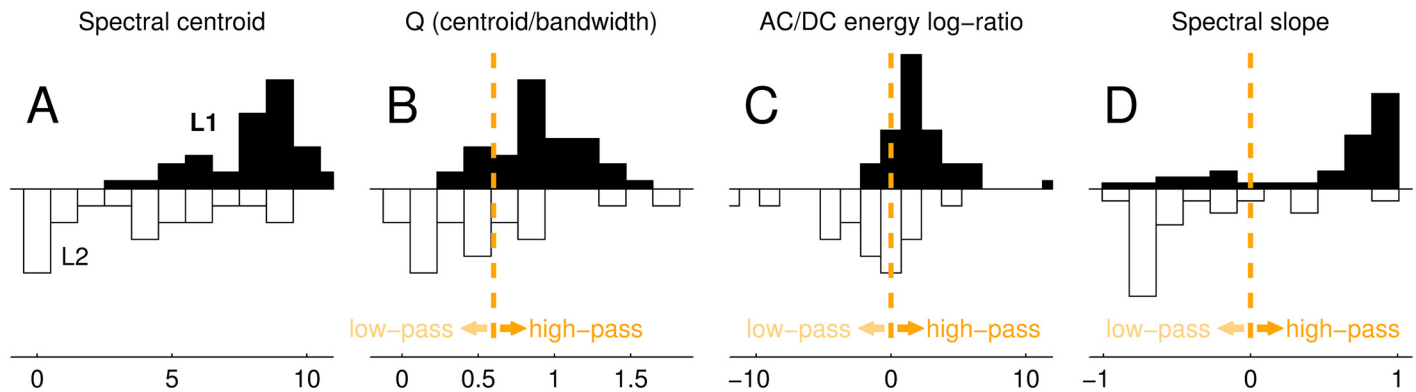 Spectral centroid
Q (centroid/bandwidth)
AC/DC energy log−ratio
Spectral slope
A
L1
L2
B
C
D
low−pass
high−pass
low−pass
high−pass
low−pass
high−pass
0 5 10
0 0.5 1 1.5
−10 0 10
−1 0 1